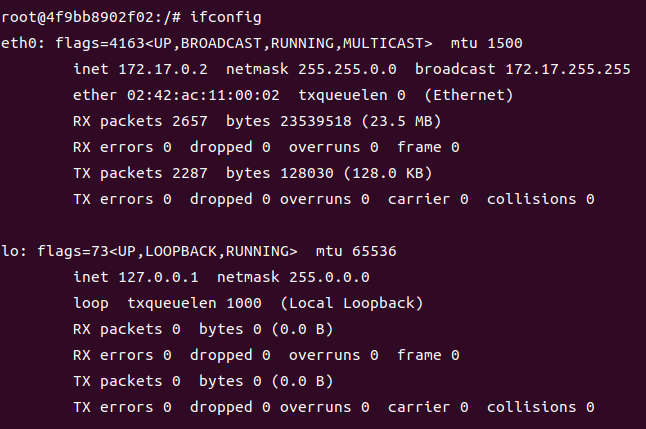 root@4f9bb8902f02:/# ifconfig
eth0: flags=4163<UP,BROADCAST,RUNNING,MULTICAST>  mtu 1500
        inet 172.17.0.2  netmask 255.255.0.0  broadcast 172.17.255.255
        ether 02:42:ac:11:00:02  txqueuelen 0  (Ethernet)
        RX packets 2657  bytes 23539518 (23.5 MB)
        RX errors 0  dropped 0  overruns 0  frame 0
        TX packets 2287  bytes 128030 (128.0 KB)
        TX errors 0  dropped 0 overruns 0  carrier 0  collisions 0

lo: flags=73<UP,LOOPBACK,RUNNING>  mtu 65536
        inet 127.0.0.1  netmask 255.0.0.0
        loop  txqueuelen 1000  (Local Loopback)
        RX packets 0  bytes 0 (0.0 B)
        RX errors 0  dropped 0  overruns 0  frame 0
        TX packets 0  bytes 0 (0.0 B)
        TX errors 0  dropped 0 overruns 0  carrier 0  collisions 0